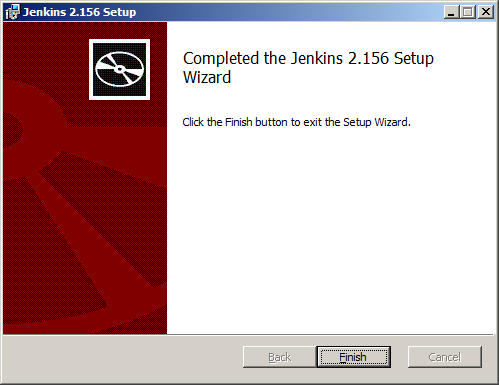 Jenkins 2.156 Setup
Completed the Jenkins 2.156 Setup
Wizard
Click the Finish button to exit the Setup Wizard.
Back
Finish
Cancel